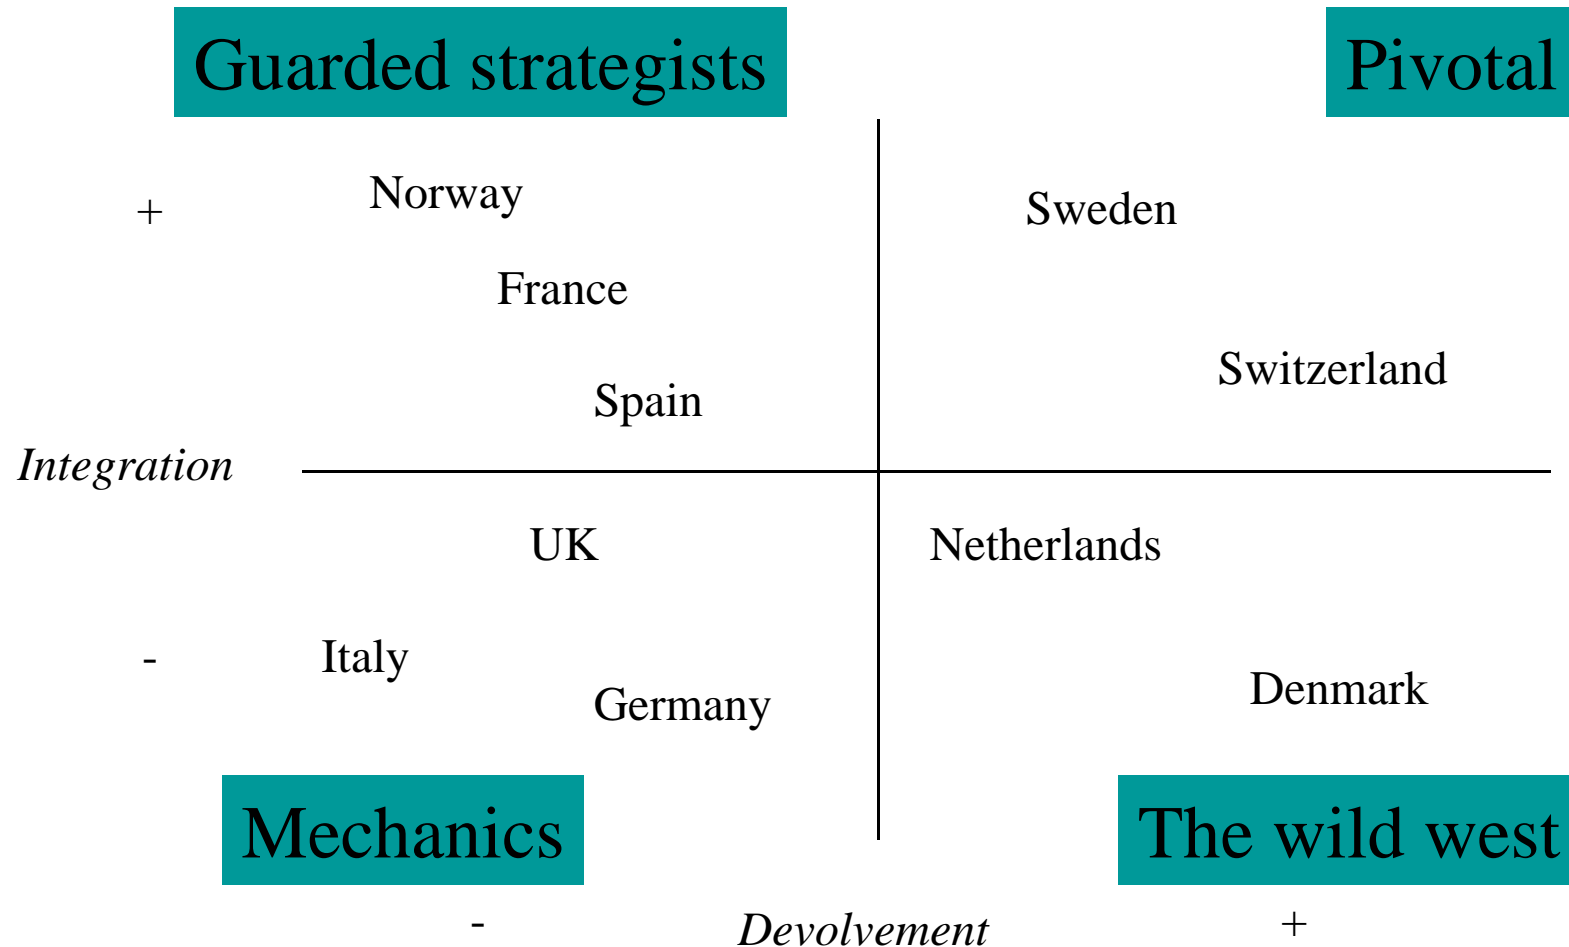 Guarded strategists
Pivotal
Norway
+
Sweden
France
Switzerland
Spain
Integration
UK
Netherlands
-
Italy
Germany
Denmark
Mechanics
The wild west
-
Devolvement
+